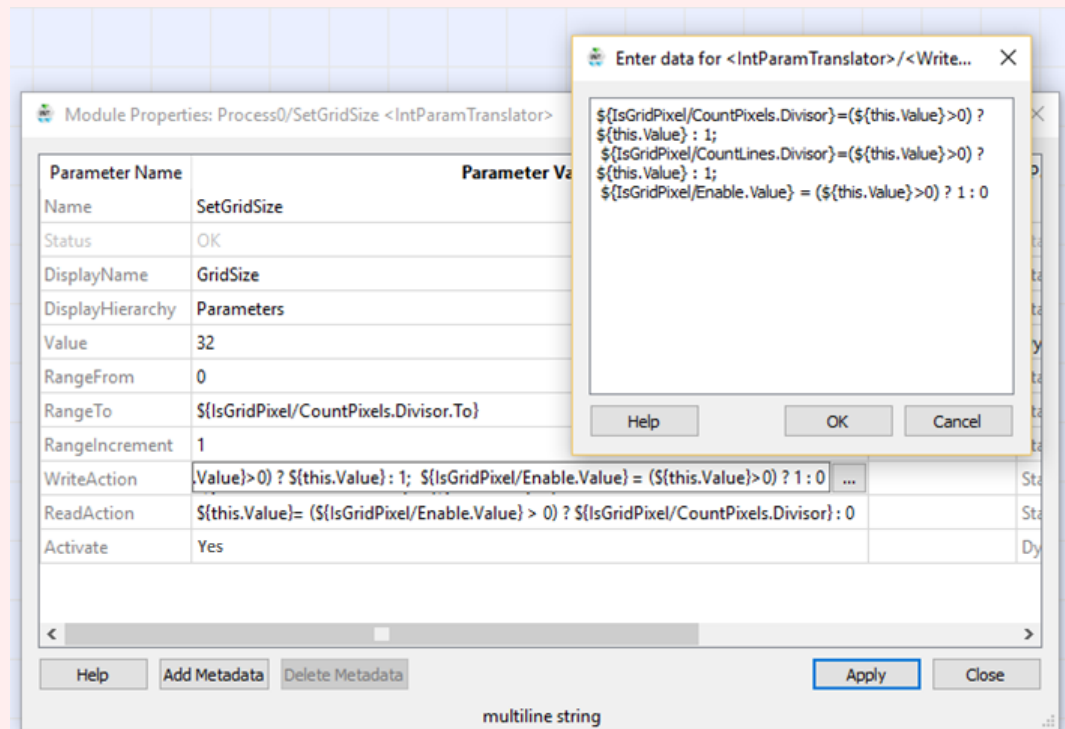 Enter data for <IntParamTranslator>/<Write...
${IsGridPixel/CountPixels.Divisor}=(${this.Value}>0) ?
${this.Value} : 1;
${IsGridPixel/CountLines.Divisor}=(${this.Value}>0) ?
${this.Value} : 1;
${IsGridPixel/Enable.Value} = (${this.Value}>0) ? 1 : 0
Help OK Cancel
Module Properties: Process0/SetGridSize <IntParamTranslator>
Parameter Name Parameter Va
Name SetGridSize
Status OK
DisplayName GridSize
DisplayHierarchy Parameters
Value 32
RangeFrom 0
RangeTo ${IsGridPixel/CountPixels.Divisor.To}
RangeIncrement 1
WriteAction .Value}>0) ? ${this.Value} : 1; ${IsGridPixel/Enable.Value} = (${this.Value}>0) ? 1 : 0 ... Sta
ReadAction ${this.Value}= (${IsGridPixel/Enable.Value} > 0) ? ${IsGridPixel/CountPixels.Divisor} : 0 Sta
Activate Yes Dy
Help Add Metadata Delete Metadata Apply Close
multiline string